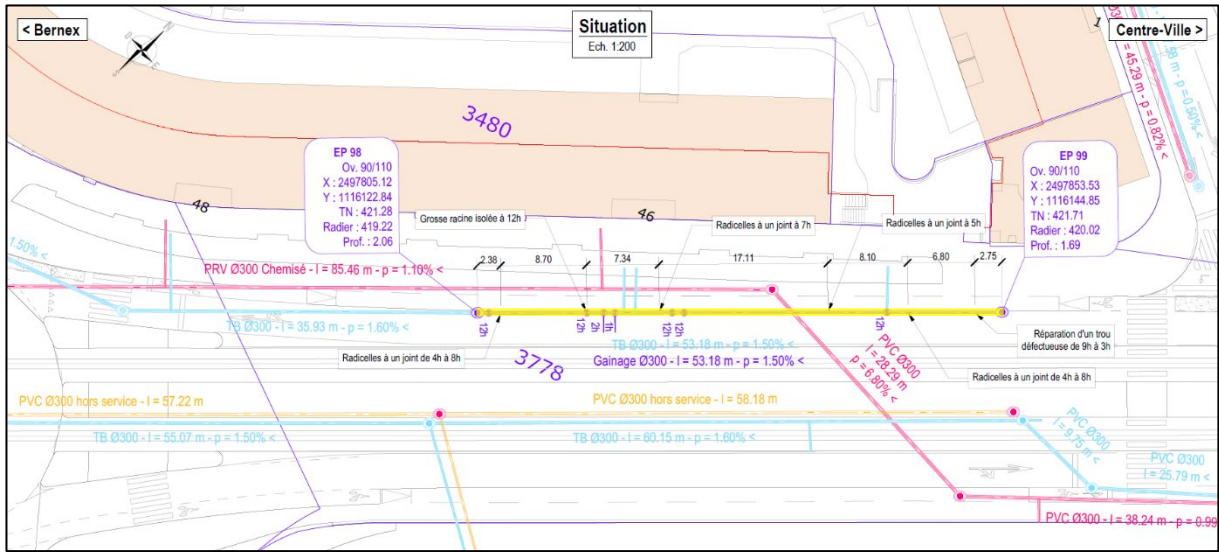 < Bernex
Situation
Ech. 1:200
Centre-Ville >
1
= 45.29 m - p = 0.82% <
58 m - p = 0.50% <
3480
EP 98
Ov. 90/110
X : 2497805.12
Y : 1116122.84
TN : 421.28
Radier : 419.22
Prof. : 2.06
EP 99
Ov. 90/110
X : 2497853.53
Y : 1116144.85
TN : 421.71
Radier : 420.02
Prof. : 1.69
48
46
Grosse racine isolée à 12h
Radicelles à un joint à 7h
Radicelles à un joint à 5h
1.50% <
PRV Ø300 Chemisé - l = 85.46 m - p = 1.10% <
2.38
8.70
7.34
17.11
8.10
6.80
2.75
TB Ø300 - l = 35.93 m - p = 1.60% <
12h
12h
2h
1h
12h
12h
12h
TB Ø300 - l = 53.18 m - p = 1.50% <
Gainage Ø300 - l = 53.18 m - p = 1.50% <
Radicelles à un joint de 4h à 8h
3778
Réparation d'un trou
défectueuse de 9h à 3h
Radicelles à un joint de 4h à 8h
PVC Ø300
l = 28.29 m
p = 6.80% <
PVC Ø300 hors service - l = 57.22 m
PVC Ø300 hors service - l = 58.18 m
TB Ø300 - l = 55.07 m - p = 1.50% <
TB Ø300 - l = 60.15 m - p = 1.60% <
PVC Ø300
l = 9.75 m <
PVC Ø300
l = 25.79 m <
PVC Ø300 - l = 38.24 m - p = 0.99